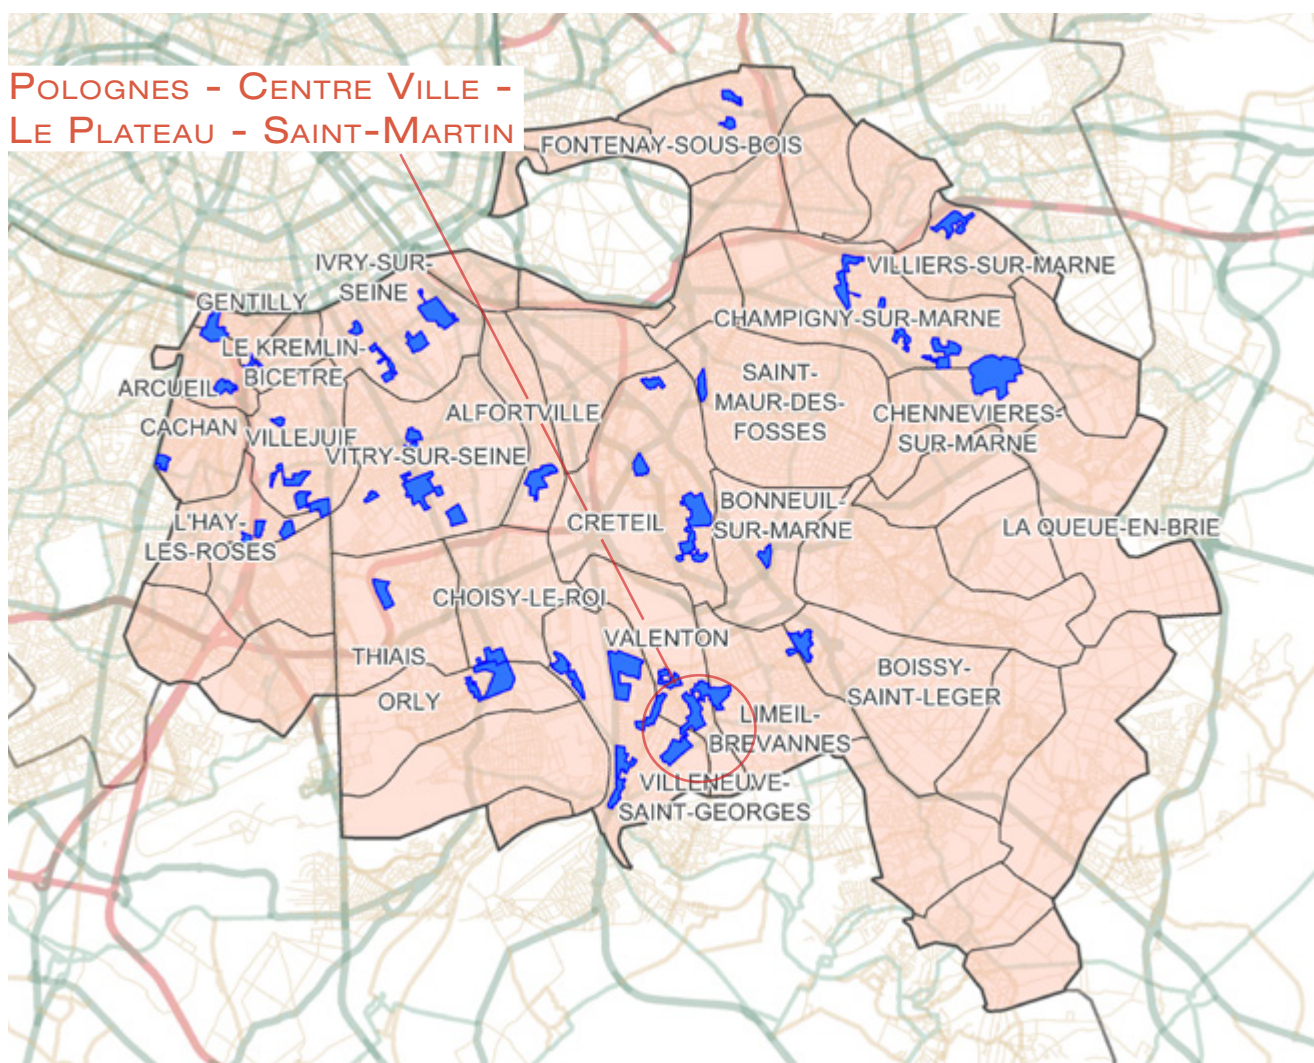 Polognes - Centre Ville -
Le Plateau - Saint-Martin
FONTENAY-SOUS-BOIS
IVRY-SUR-
SEINE
VILLIERS-SUR-MARNE
GENTILLY
CHAMPIGNY-SUR-MARNE
LE KREMLIN-
BICETRE
ARCUEIL
SAINT-
MAUR-DES-
FOSSES
ALFORTVILLE
CHENNEVIERES-
SUR-MARNE
CACHAN
VILLEJUIF
VITRY-SUR-SEINE
BONNEUIL-
SUR-MARNE
L'HAY-
LES-ROSES
CRETEIL
LA QUEUE-EN-BRIE
CHOISY-LE-ROI
VALENTON
THIAIS
BOISSY-
SAINT-LEGER
ORLY
LIMEIL-
BREVANNES
VILLENEUVE-
SAINT-GEORGES